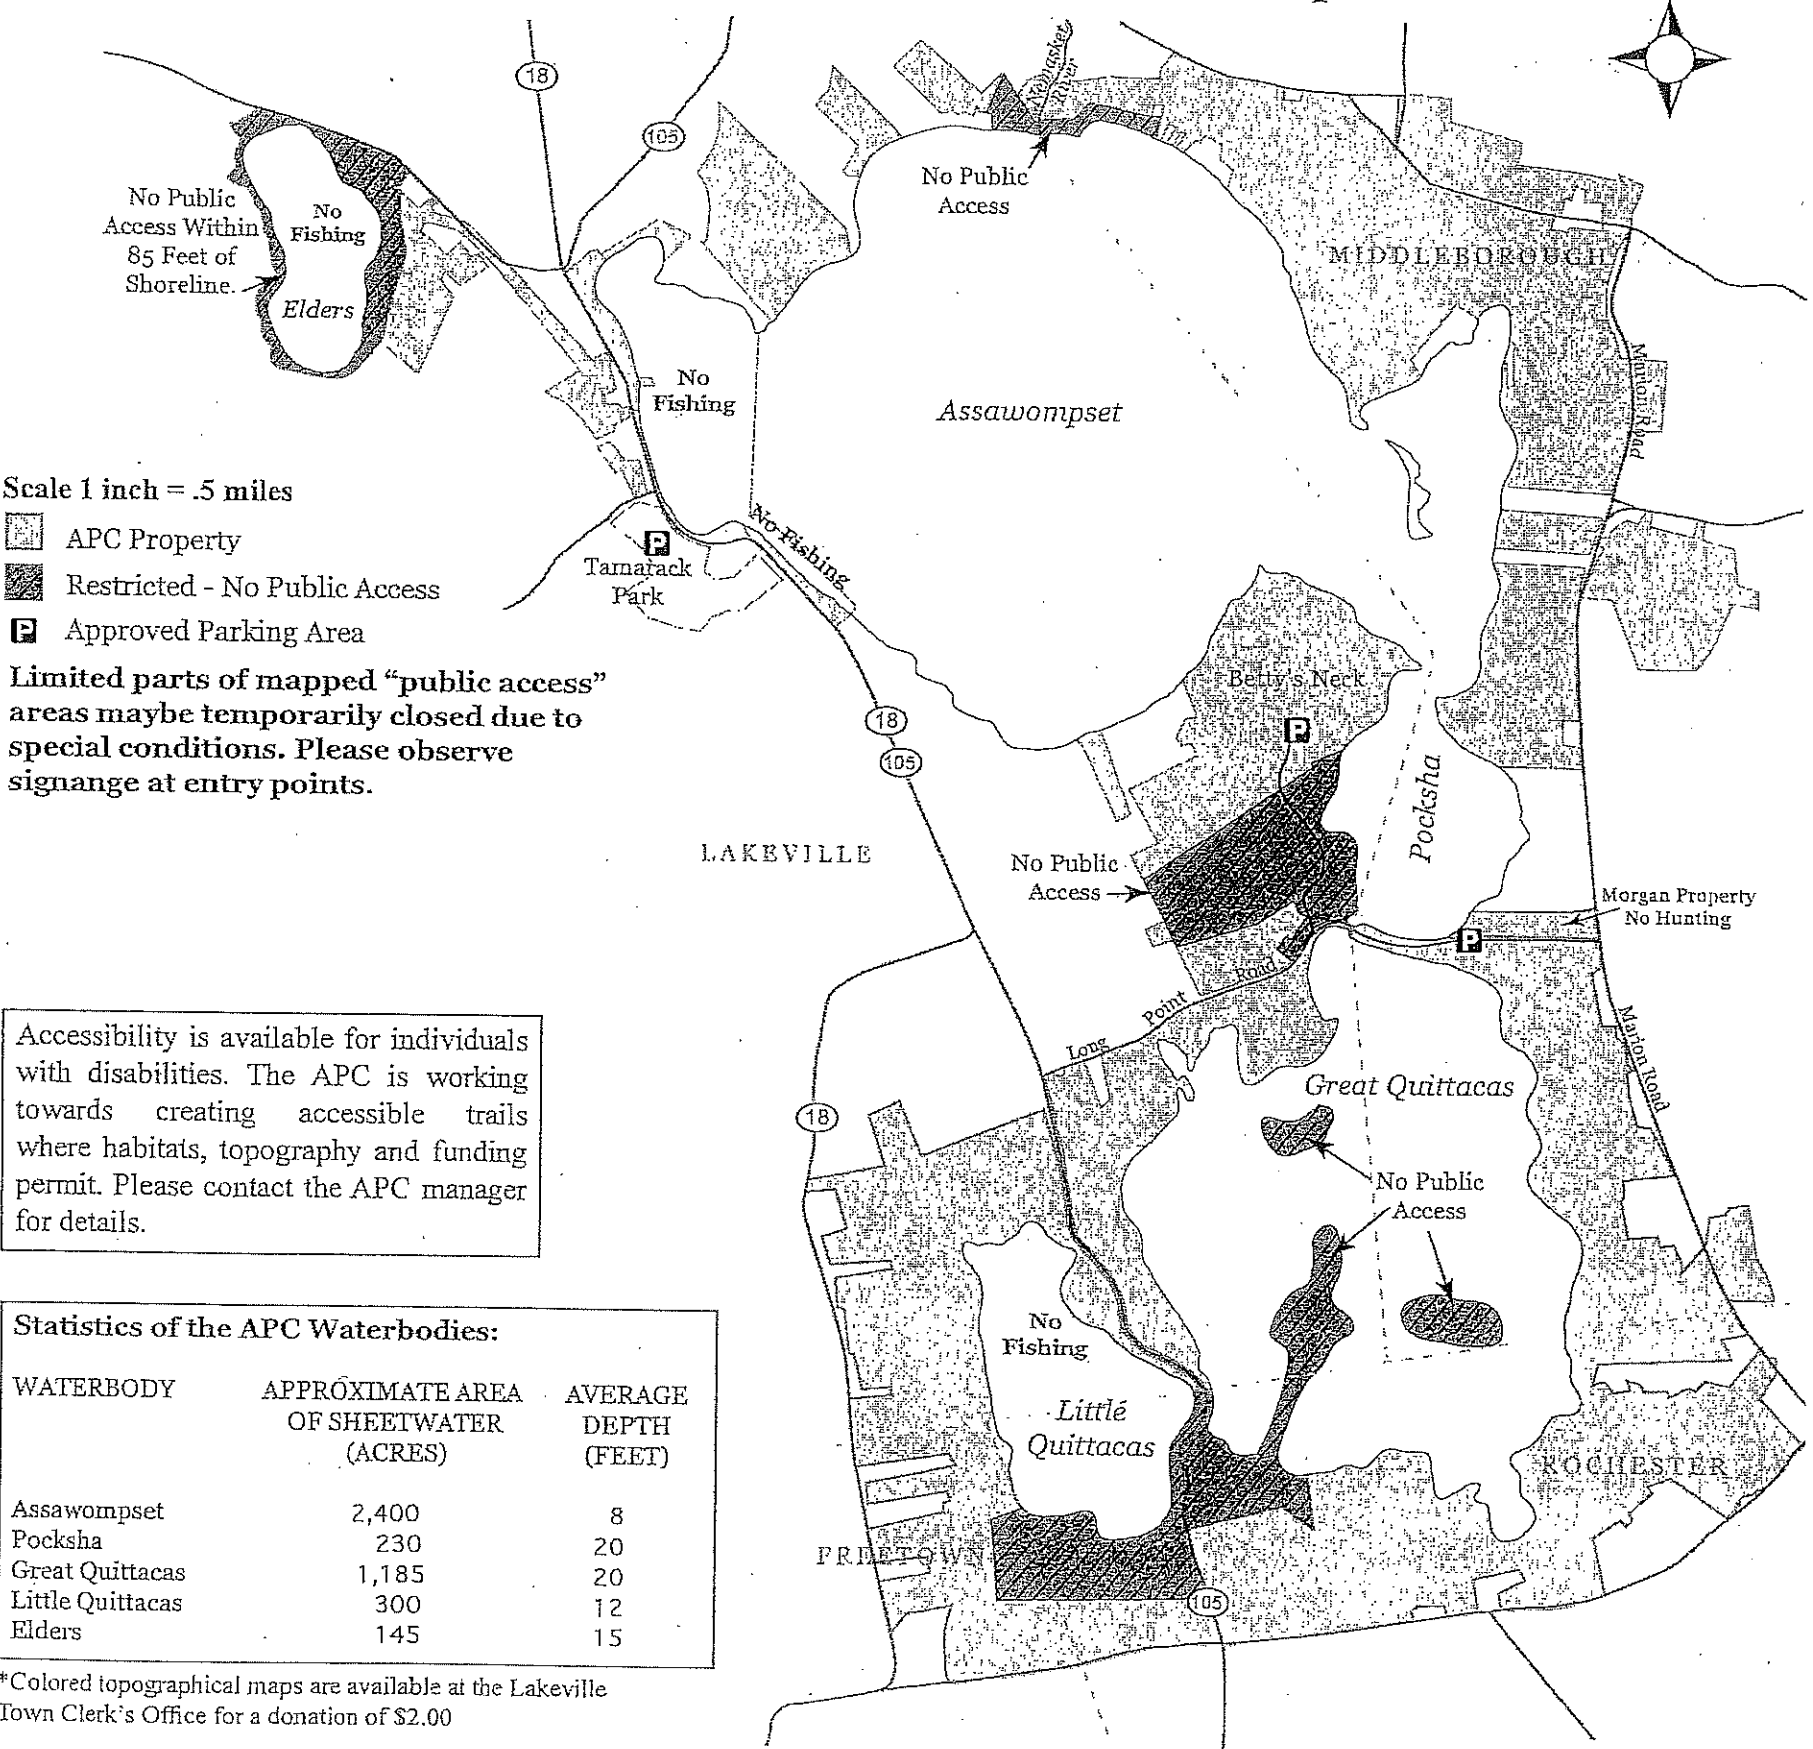 18
105
Nemasket
River
No Public
Access
No Public
Access Within
85 Feet of
Shoreline.
No
Fishing
Elders
MIDDLEBOROUGH
Marion Road
No
Fishing
Assawompset
Scale 1 inch = .5 miles
APC Property
Restricted - No Public Access
P Approved Parking Area
Limited parts of mapped “public access”
areas maybe temporarily closed due to
special conditions. Please observe
signange at entry points.
No Fishing
P
Tamarack
Park
Betty's Neck
P
18
105
Pocksha
LAKEVILLE
No Public
Access
Morgan Property
No Hunting
P
Long Point Road
Marion Road
Accessibility is available for individuals
with disabilities. The APC is working
towards creating accessible trails
where habitats, topography and funding
permit. Please contact the APC manager
for details.
Great Quittacas
18
No Public
Access
No
Fishing
Little
Quittacas
ROCHESTER
FREETOWN
105
Statistics of the APC Waterbodies:
WATERBODY APPROXIMATE AREA AVERAGE
OF SHEETWATER DEPTH
(ACRES) (FEET)
Assawompset 2,400 8
Pocksha 230 20
Great Quittacas 1,185 20
Little Quittacas 300 12
Elders 145 15
*Colored topographical maps are available at the Lakeville
Town Clerk's Office for a donation of $2.00